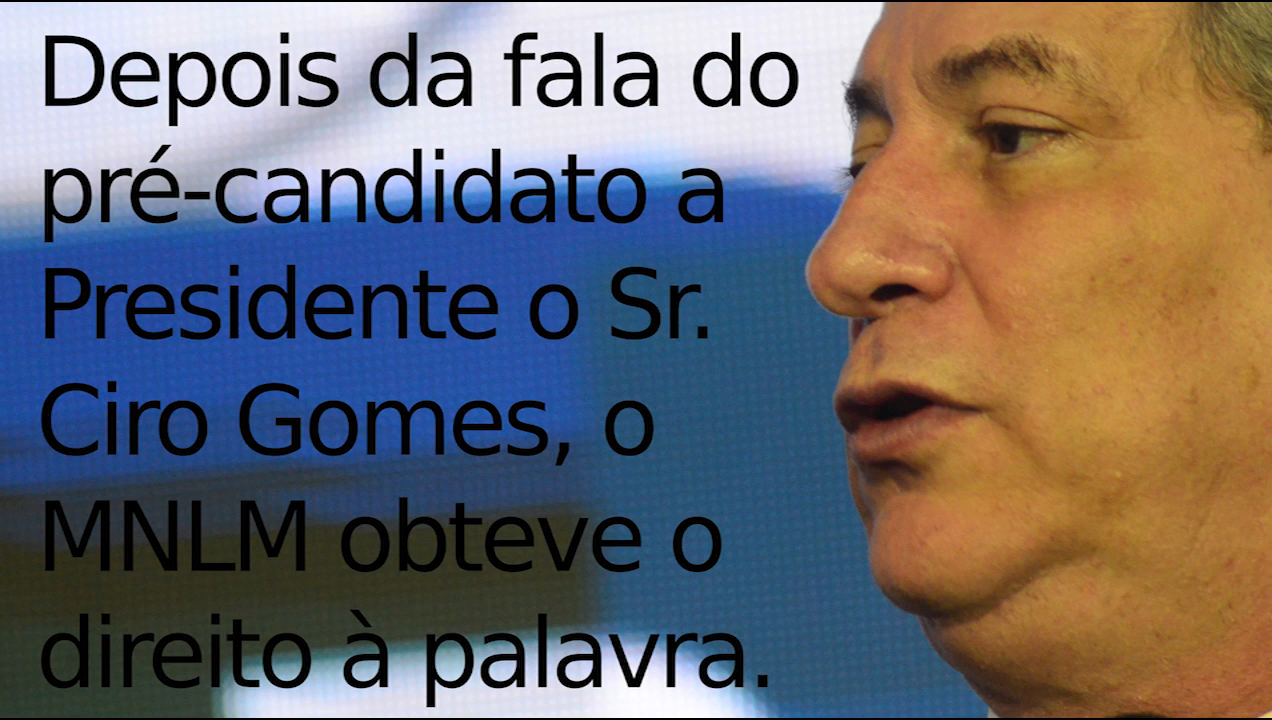 Depois da fala do
pré-candidato a
Presidente o Sr.
Ciro Gomes, o
MNLM obteve o
direito à palavra.